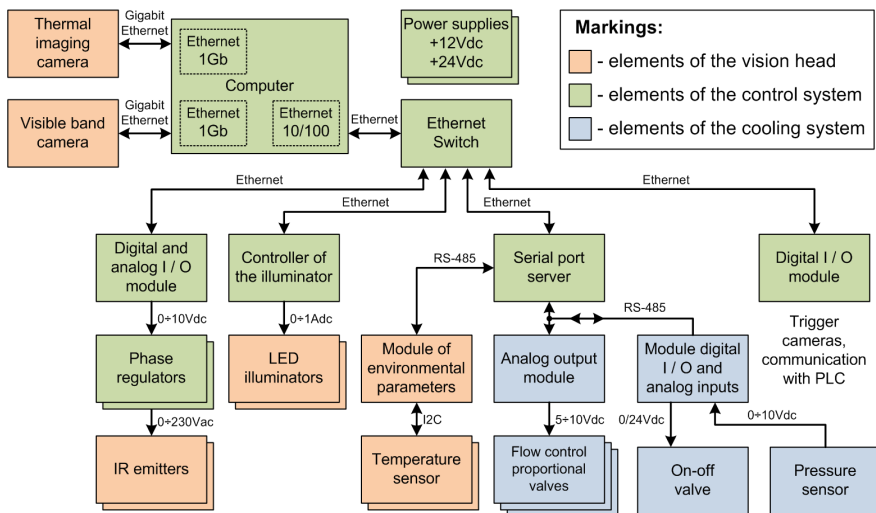 Thermal
imaging
camera
Gigabit
Ethernet
Ethernet
1Gb
Computer
Power supplies
+12Vdc
+24Vdc
Markings:
- elements of the vision head
- elements of the control system
- elements of the cooling system
Visible band
camera
Gigabit
Ethernet
Ethernet
1Gb
Ethernet
10/100
Ethernet
Ethernet
Switch
Ethernet
Ethernet
Ethernet
Ethernet
Digital and
analog I / O
module
Controller of
the illuminator
RS-485
Serial port
server
Digital I / O
module
RS-485
0÷10Vdc
0÷1Adc
Trigger
cameras,
communication
with PLC
Phase
regulators
LED
illuminators
Module of
environmental
parameters
Analog output
module
Module digital
I / O and
analog inputs
0÷230Vac
I2C
5÷10Vdc
0/24Vdc
0÷10Vdc
IR emitters
Temperature
sensor
Flow control
proportional
valves
On-off
valve
Pressure
sensor